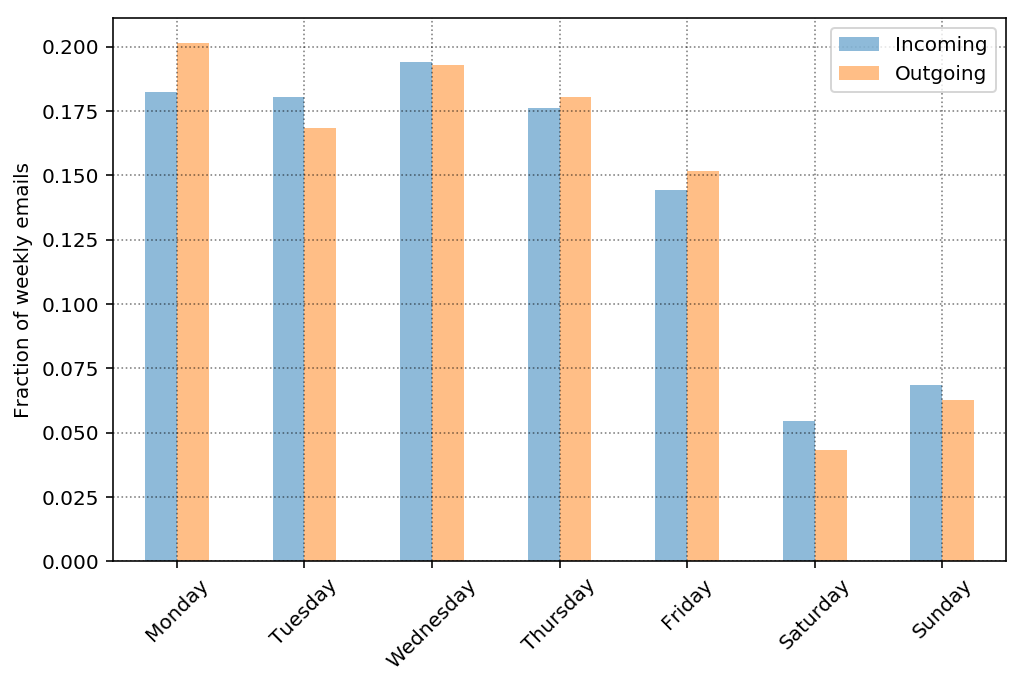 Incoming
Outgoing
Fraction of weekly emails
0.200
0.175
0.150
0.125
0.100
0.075
0.050
0.025
0.000
Monday
Tuesday
Wednesday
Thursday
Friday
Saturday
Sunday